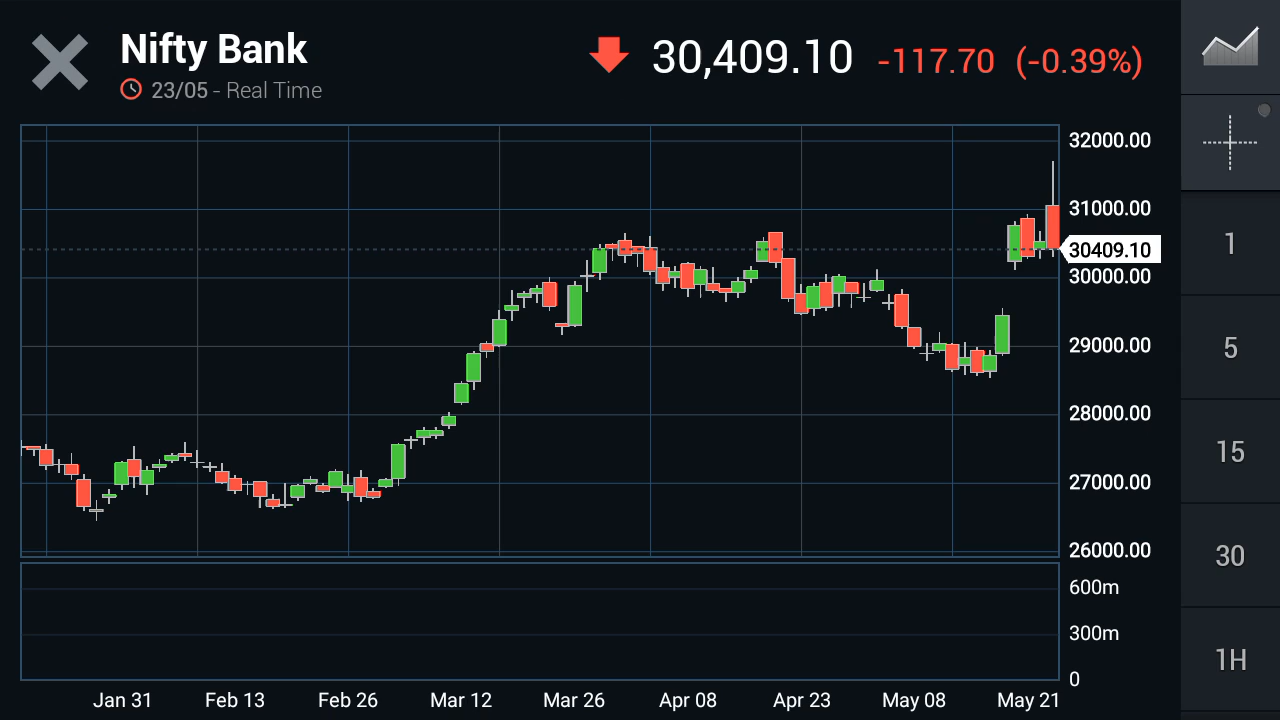 Nifty Bank
30,409.10 -117.70 (-0.39%)
23/05 - Real Time
32000.00
31000.00
30409.10
30000.00
29000.00
28000.00
27000.00
26000.00
600m
300m
0
Jan 31 Feb 13 Feb 26 Mar 12 Mar 26 Apr 08 Apr 23 May 08 May 21
1
5
15
30
1H